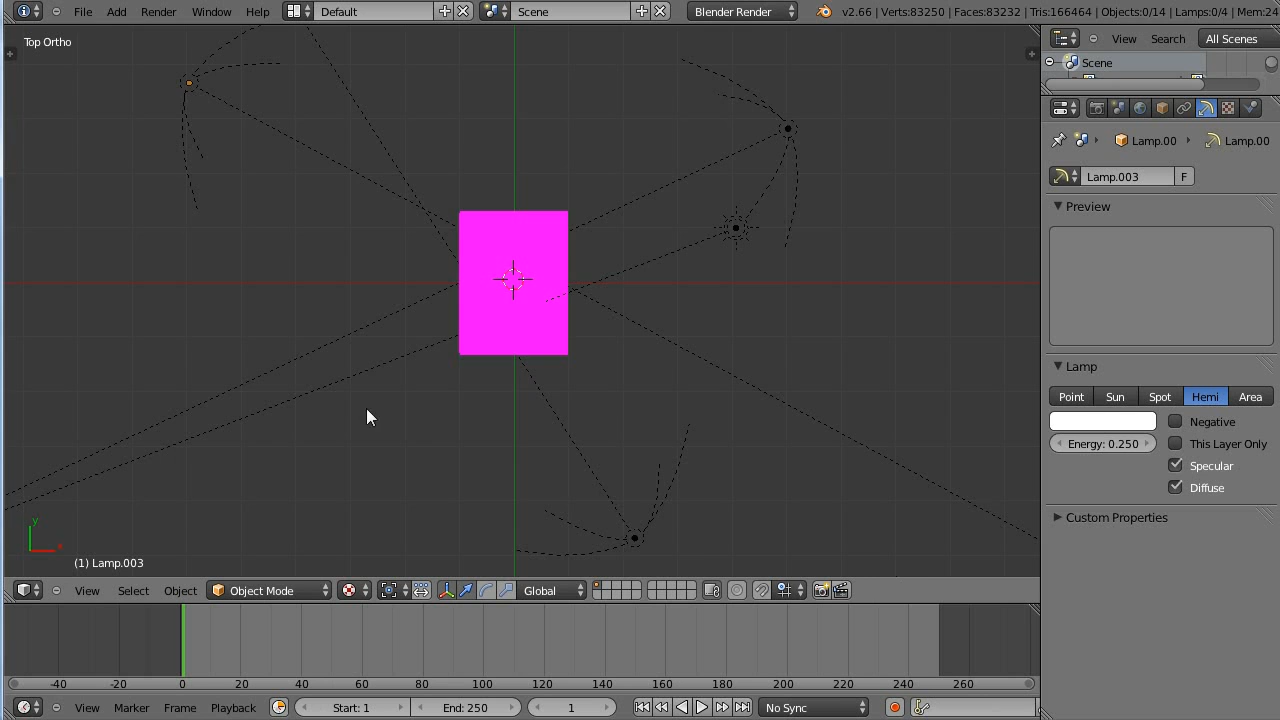 File Add Render Window Help Default Scene Blender Render v2.66 | Verts:83250 | Faces:83232 | Tris:166464 | Objects:0/14 | Lamps:0/4 | Mem:24
Top Ortho
View Search All Scenes
Scene
Lamp.00 Lamp.00
Lamp.003 F
Preview
Lamp
Point Sun Spot Hemi Area
Negative
Energy: 0.250 This Layer Only
Specular
Diffuse
Custom Properties
y
x
(1) Lamp.003
View Select Object Object Mode Global
-40 -20 0 20 40 60 80 100 120 140 160 180 200 220 240 260
View Marker Frame Playback Start: 1 End: 250 1 No Sync